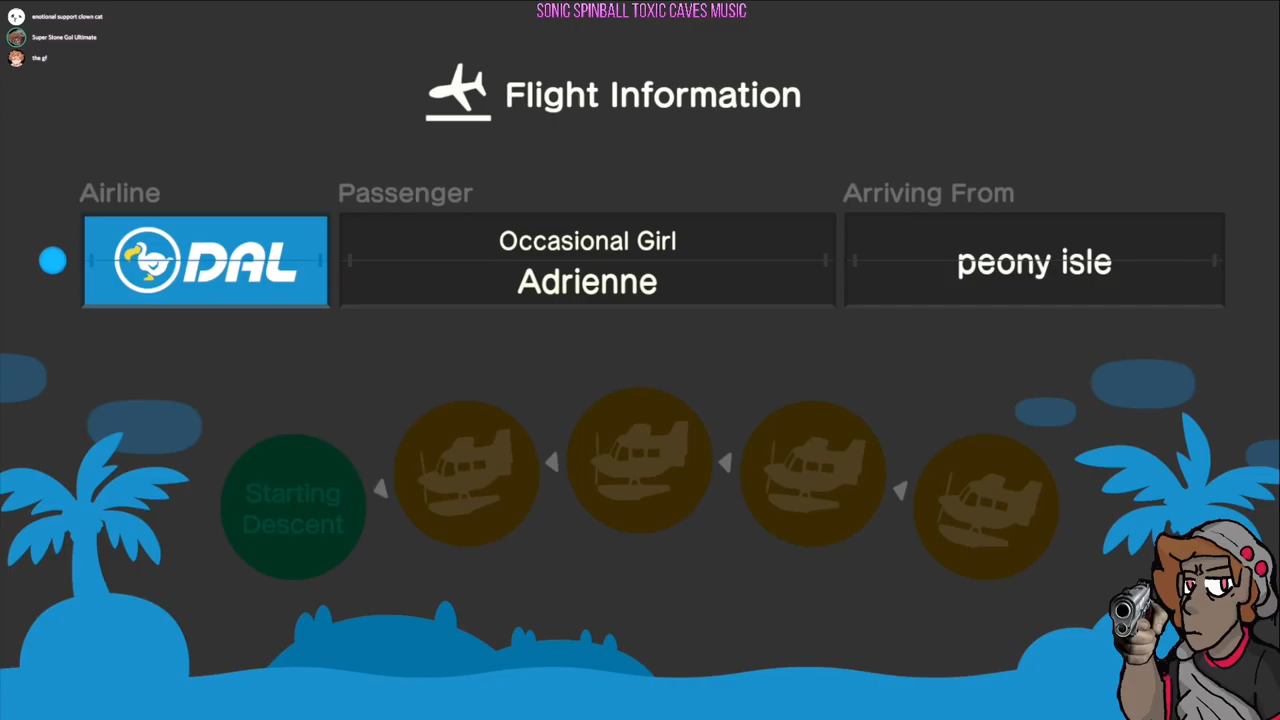 SONIC SPINBALL TOXIC CAVES MUSIC
emotional support clown cat
Super Stone Gol Ultimate
the gf
Flight Information
Airline
Passenger
Arriving From
DAL
Occasional Girl
Adrienne
peony isle
Starting
Descent